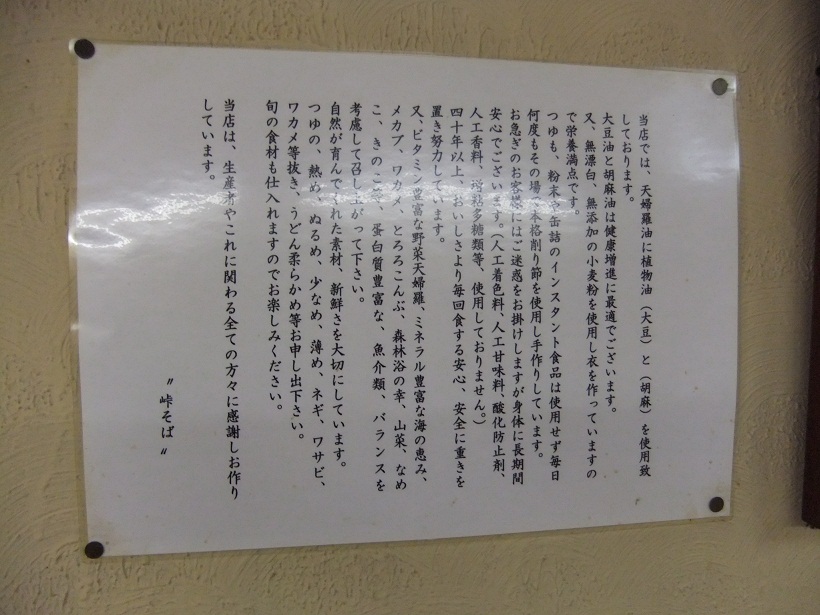 当店では、天婦羅油に植物油(大豆)と(胡麻)を使用致
しております。
大豆油と胡麻油は健康増進に最適でございます。
又、無漂白、無添加の小麦粉を使用し衣を作っていますの
で栄養満点です。
つゆも、粉末や缶詰のインスタント食品は使用せず毎日
何度もその場で本格削り節を使用し手作りしています。
お急ぎのお客様にはご迷惑をお掛けしますが身体に長期間
安心でございます。(人工着色料、人工甘味料、酸化防止剤、
人工香料、増粘多糖類等、使用しておりません。)
四十年以上、おいしさより毎回食する安心、安全に重きを
置き努力しています。
又、ビタミン豊富な野菜天婦羅、ミネラル豊富な海の恵み、
メカブ、ワカメ、とろろこんぶ、森林浴の幸、山菜、なめ
こ、きのこ等、蛋白質豊富な、魚介類、バランスを
考慮して召し上がって下さい。
自然が育んでくれた素材、新鮮さを大切にしています。
つゆの、熱め、ぬるめ、少なめ、薄め、ネギ、ワサビ、
ワカメ等抜き、うどん柔らかめ等お申し出下さい。
旬の食材も仕入れますのでお楽しみください。
当店は、生産者やこれに関わる全ての方々に感謝しお作り
しています。
〃峠そば〃